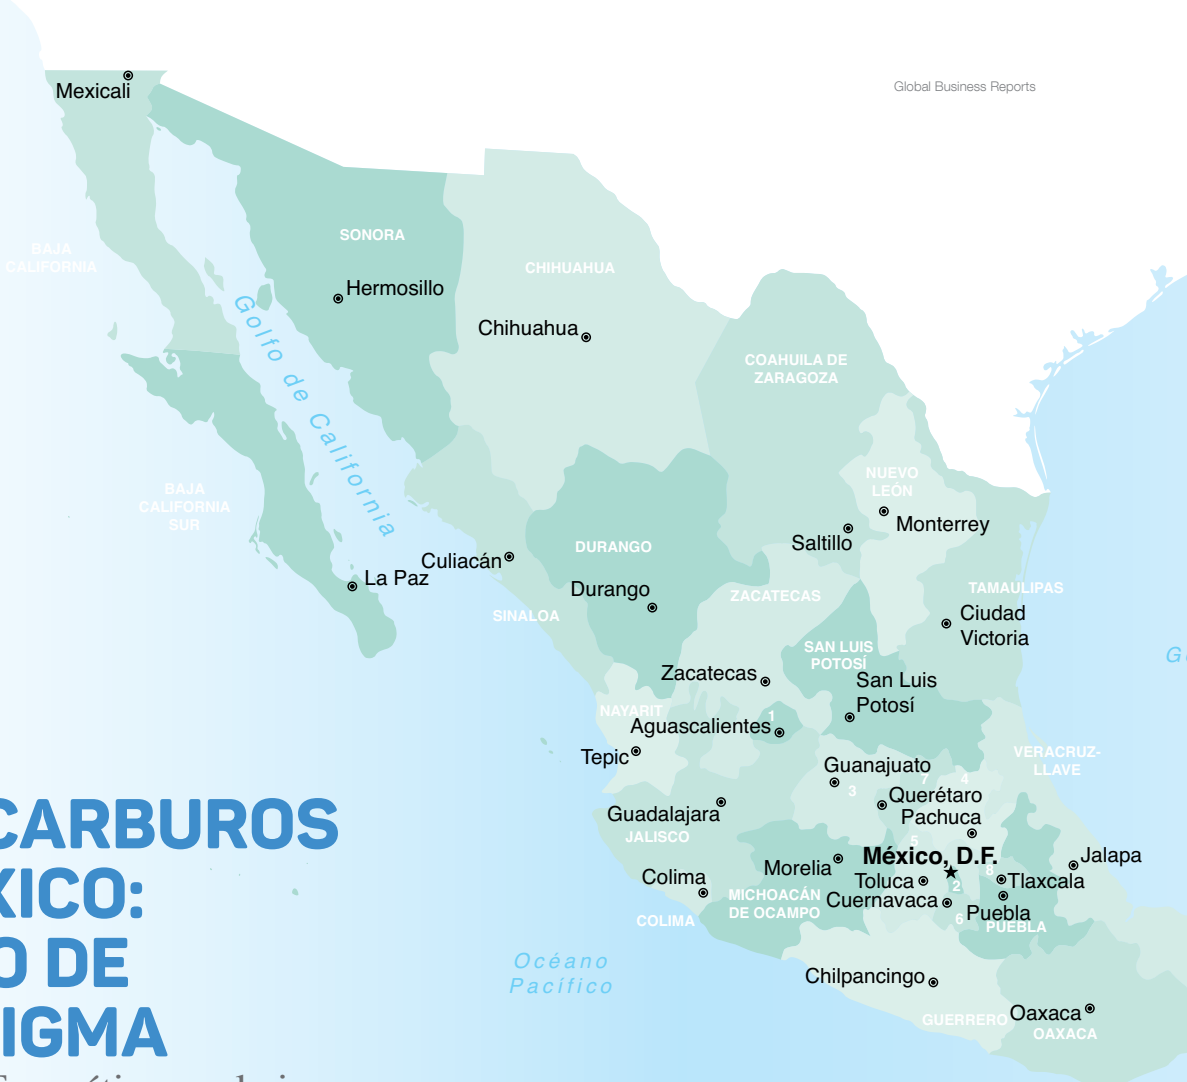 Global Business Reports
Mexicali
BAJA
CALIFORNIA
SONORA
Hermosillo
CHIHUAHUA
Chihuahua
Golfo de California
COAHUILA DE
ZARAGOZA
NUEVO
LEÓN
Monterrey
Saltillo
BAJA
CALIFORNIA
SUR
La Paz
Culiacán
SINALOA
DURANGO
Durango
ZACATECAS
Zacatecas
TAMAULIPAS
Ciudad
Victoria
SAN LUIS
POTOSÍ
San Luis
Potosí
NAYARIT
Aguascalientes
1
Tepic
VERACRUZ-
LLAVE
Guanajuato
3
7
4
Querétaro
Pachuca
Guadalajara
JALISCO
5
México, D.F.
Jalapa
Morelia
Toluca
2
8
Tlaxcala
Colima
COLIMA
MICHOACÁN
DE OCAMPO
Cuernavaca
6
Puebla
PUEBLA
Océano
Pacífico
Chilpancingo
GUERRERO
Oaxaca
OAXACA
CARBUROS
XICO:
O DE
IGMA